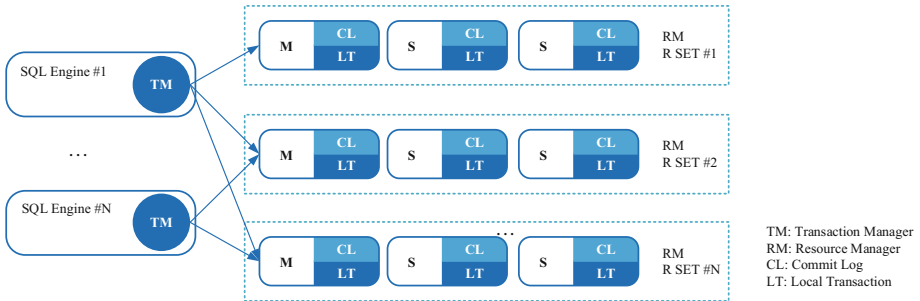 SQL Engine #1
TM
...
SQL Engine #N
TM
M CL LT S CL LT S CL LT
RM
R SET #1
M CL LT S CL LT S CL LT
RM
R SET #2
...
M CL LT S CL LT S CL LT
RM
R SET #N
TM: Transaction Manager
RM: Resource Manager
CL: Commit Log
LT: Local Transaction